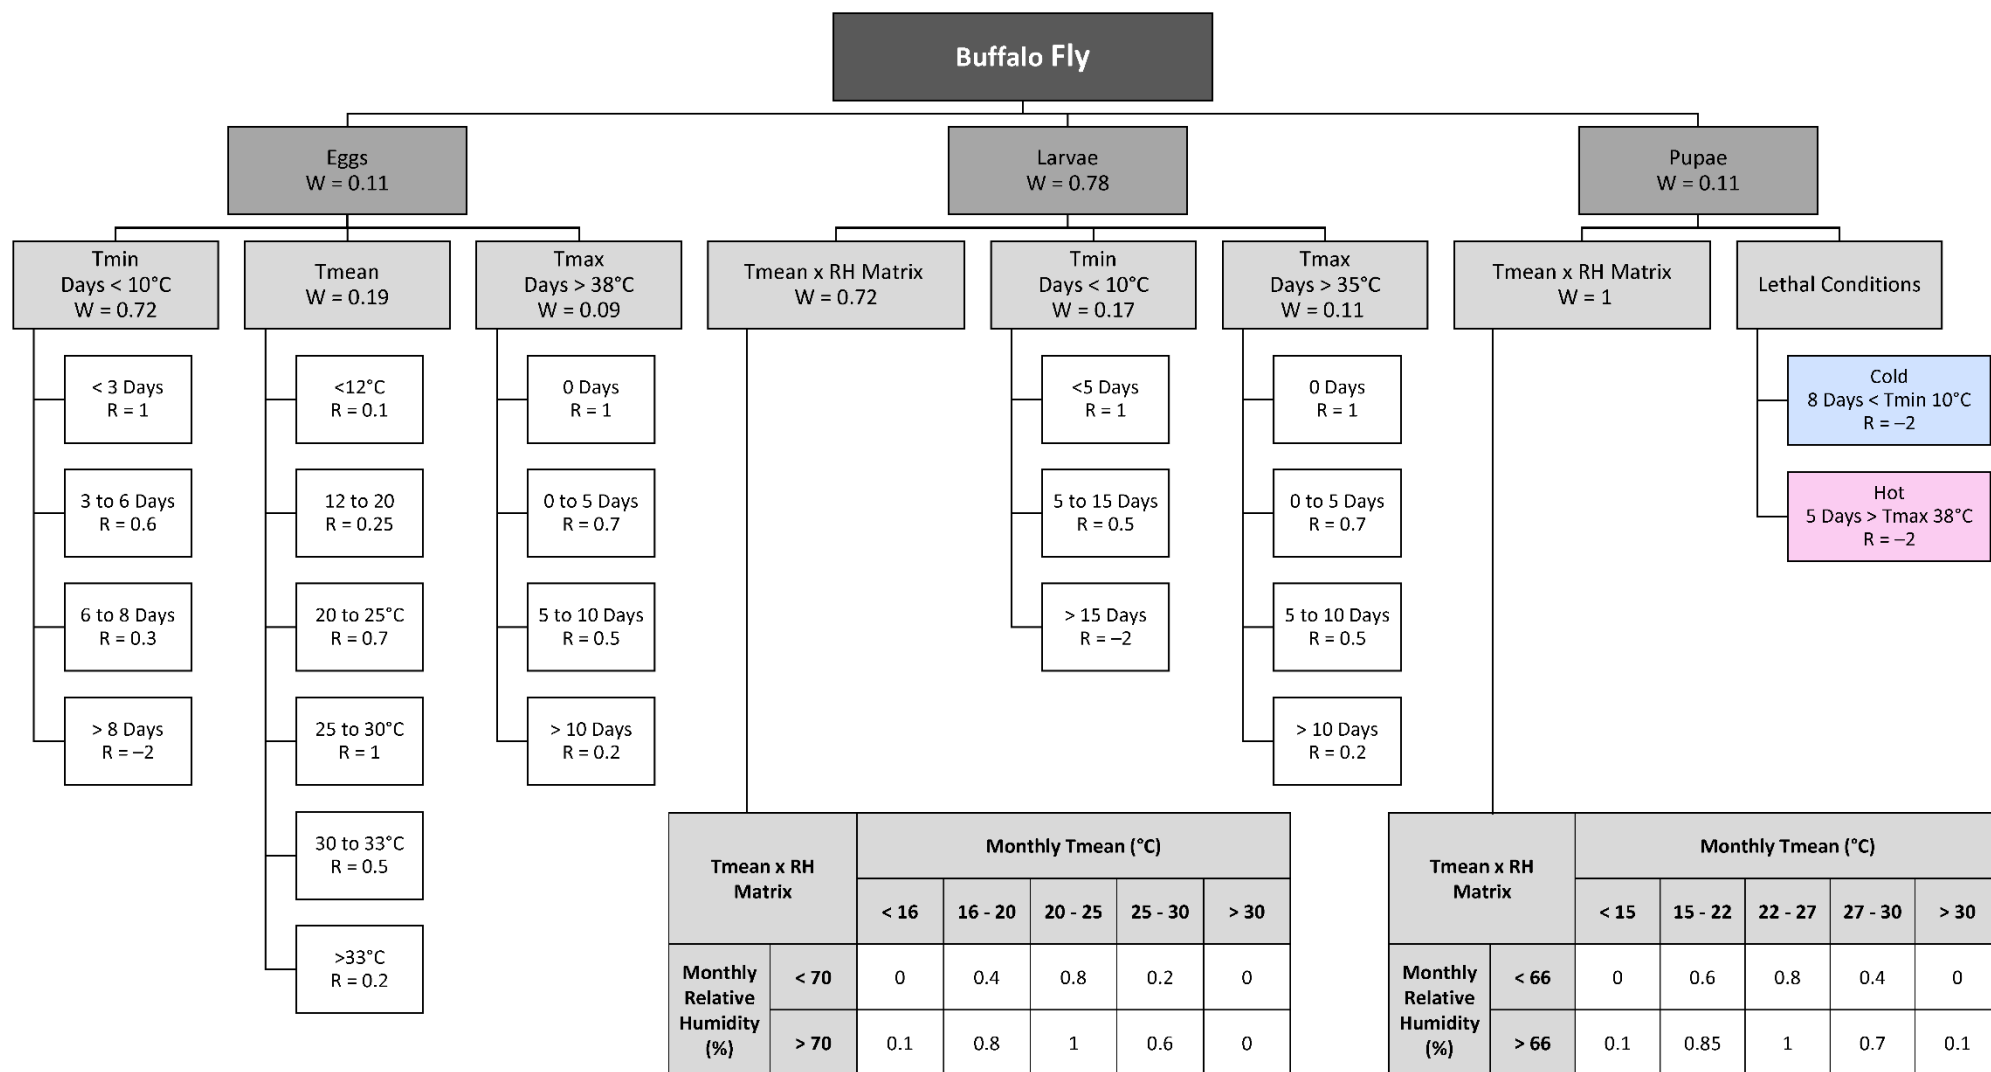 Buffalo Fly
Eggs
W = 0.11
Larvae
W = 0.78
Pupae
W = 0.11
Tmin
Days < 10°C
W = 0.72
Tmean
W = 0.19
Tmax
Days > 38°C
W = 0.09
Tmean x RH Matrix
W = 0.72
Tmin
Days < 10°C
W = 0.17
Tmax
Days > 35°C
W = 0.11
Tmean x RH Matrix
W = 1
Lethal Conditions
< 3 Days
R = 1
3 to 6 Days
R = 0.6
6 to 8 Days
R = 0.3
> 8 Days
R = –2
<12°C
R = 0.1
12 to 20
R = 0.25
20 to 25°C
R = 0.7
25 to 30°C
R = 1
30 to 33°C
R = 0.5
>33°C
R = 0.2
0 Days
R = 1
0 to 5 Days
R = 0.7
5 to 10 Days
R = 0.5
> 10 Days
R = 0.2
<5 Days
R = 1
5 to 15 Days
R = 0.5
> 15 Days
R = –2
0 Days
R = 1
0 to 5 Days
R = 0.7
5 to 10 Days
R = 0.5
> 10 Days
R = 0.2
Cold
8 Days < Tmin 10°C
R = –2
Hot
5 Days > Tmax 38°C
R = –2
Tmean x RH
Matrix
Monthly Tmean (°C)
< 16 16 - 20 20 - 25 25 - 30 > 30
Monthly
Relative
Humidity
(%)
< 70 0 0.4 0.8 0.2 0
> 70 0.1 0.8 1 0.6 0
Tmean x RH
Matrix
Monthly Tmean (°C)
< 15 15 - 22 22 - 27 27 - 30 > 30
Monthly
Relative
Humidity
(%)
< 66 0 0.6 0.8 0.4 0
> 66 0.1 0.85 1 0.7 0.1